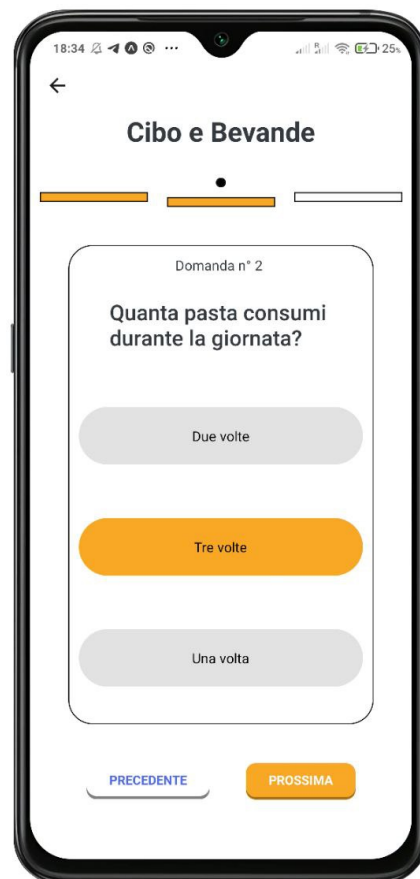 18:34 ... 25%
Cibo e Bevande
Domanda n° 2
Quanta pasta consumi
durante la giornata?
Due volte
Tre volte
Una volta
PRECEDENTE
PROSSIMA